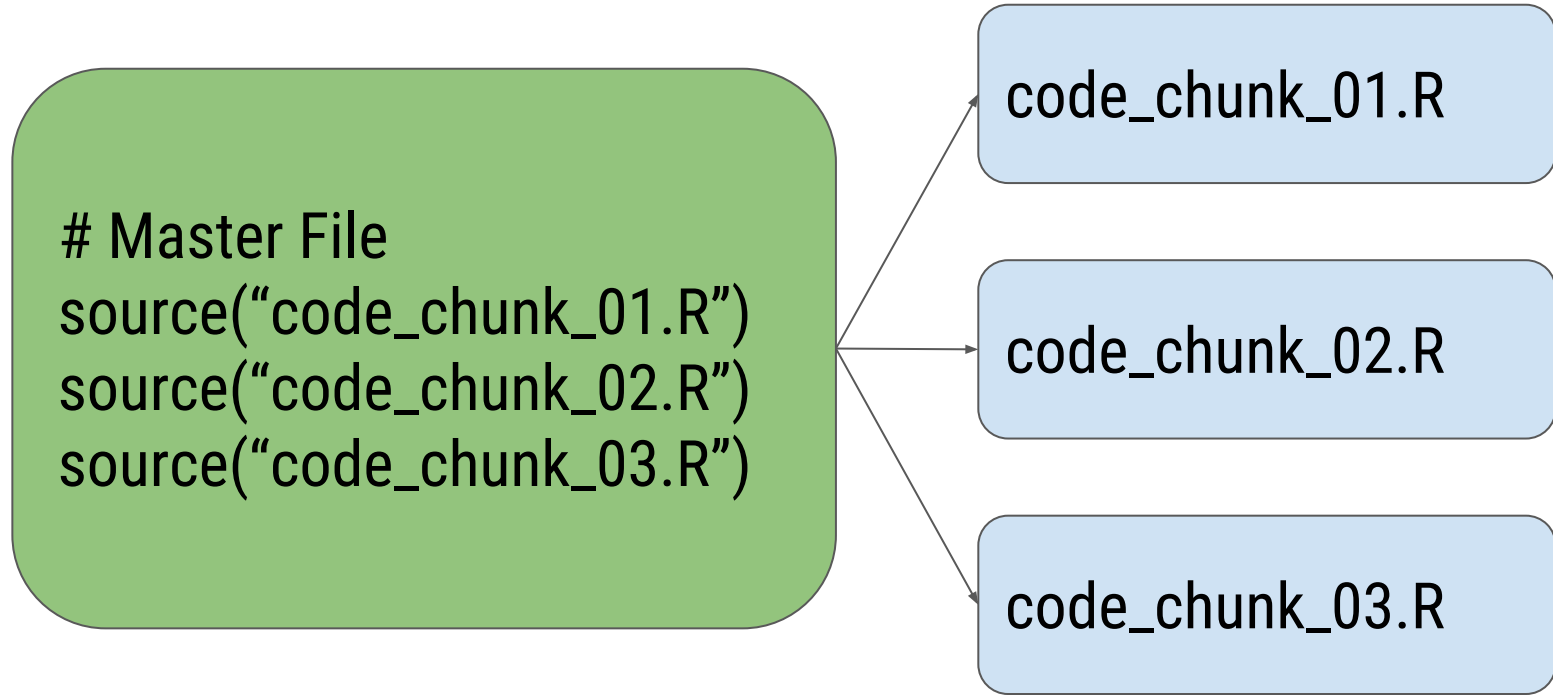 # Master File
source(“code_chunk_01.R”)
source(“code_chunk_02.R”)
source(“code_chunk_03.R”)
code_chunk_01.R
code_chunk_02.R
code_chunk_03.R